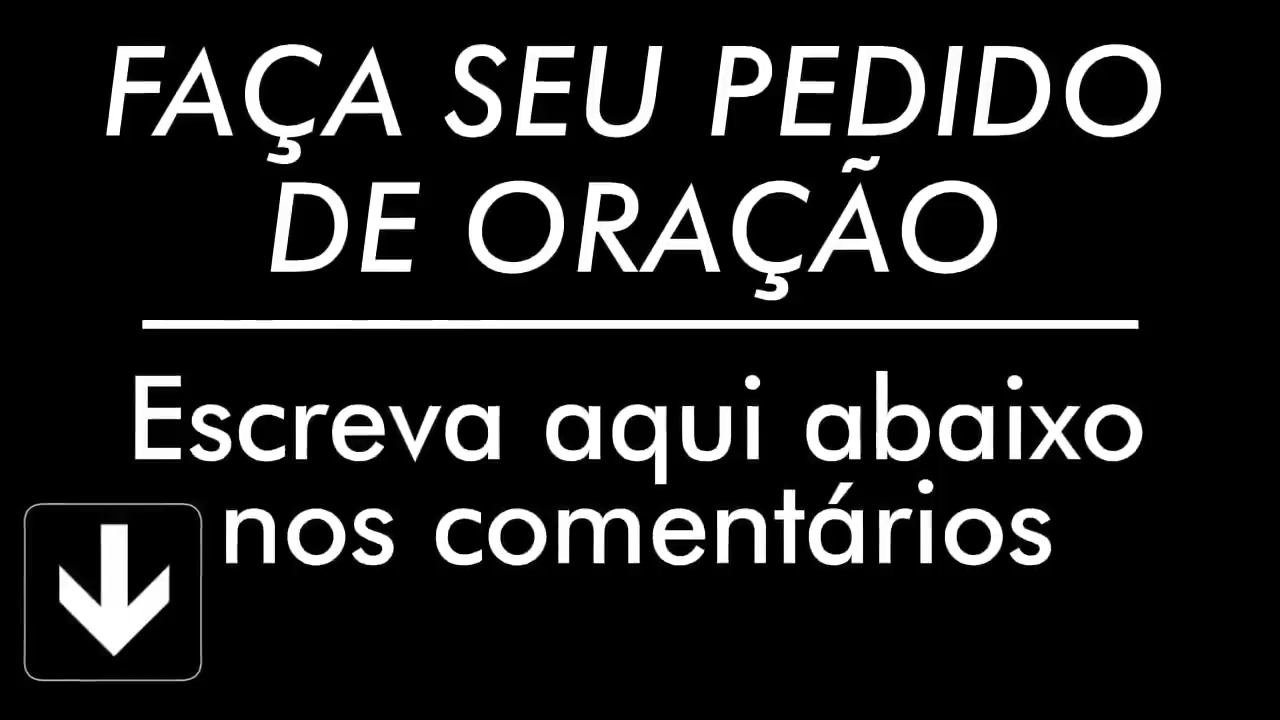 FAÇA SEU PEDIDO
DE ORAÇÃO
Escreva aqui abaixo
nos comentários